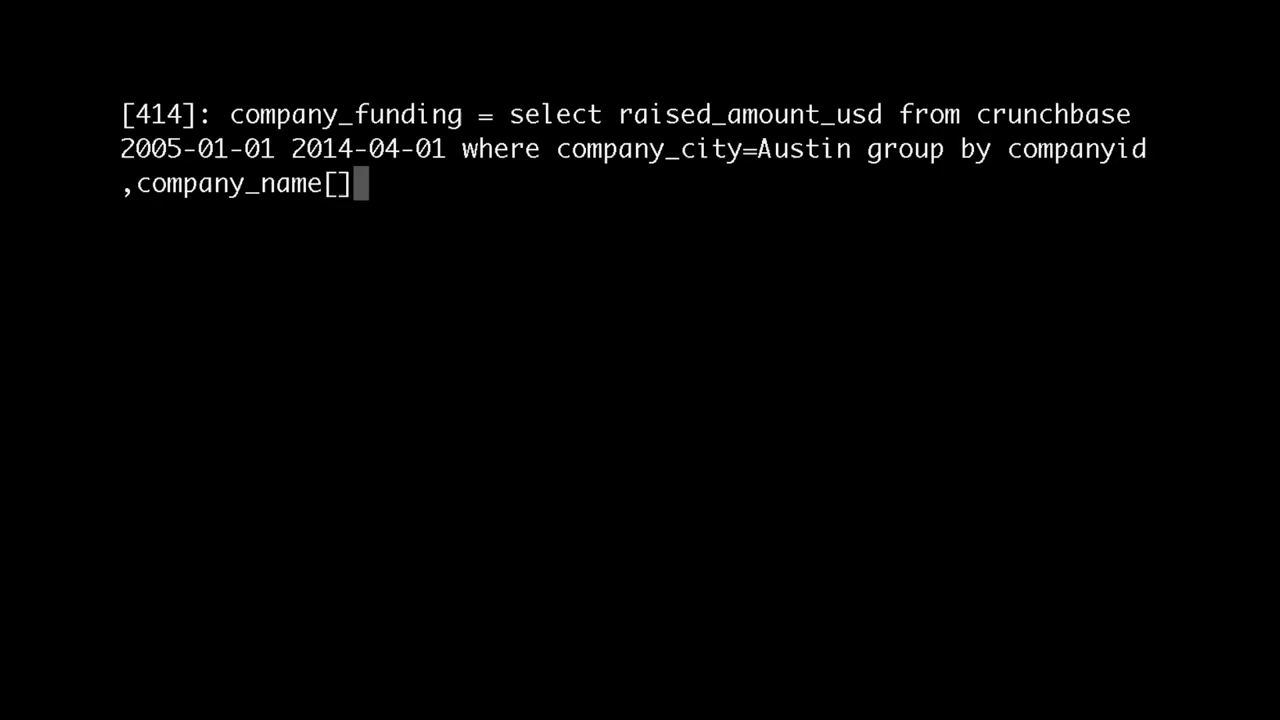 [414]: company_funding = select raised_amount_usd from crunchbase
2005-01-01 2014-04-01 where company_city=Austin group by companyid
,company_name[]